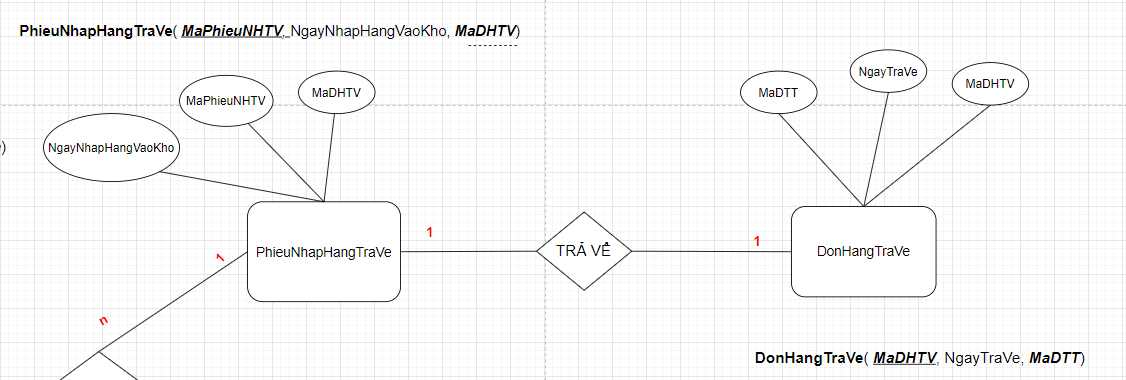 PhieuNhapHangTraVe( MaPhieuNHTV, NgayNhapHangVaoKho, MaDHTV)
NgayTraVe
MaDHTV
MaDTT
MaDHTV
MaPhieuNHTV
NgayNhapHangVaoKho
)
1
1
TRẢ VỀ
PhieuNhapHangTraVe
DonHangTraVe
1
n
DonHangTraVe( MaDHTV, NgayTraVe, MaDTT)